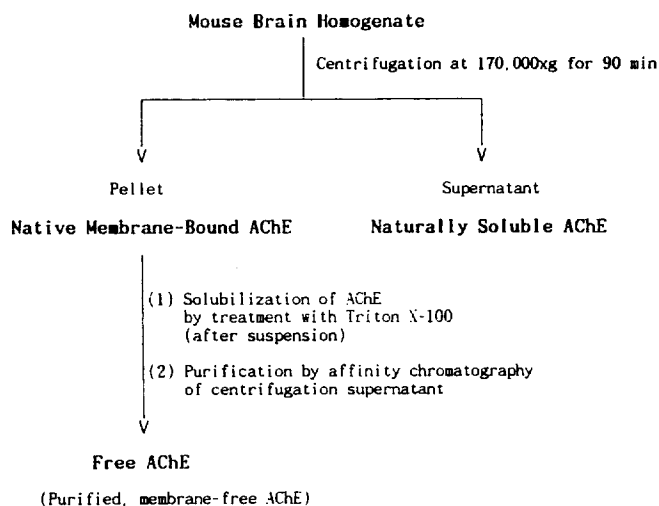 Mouse Brain Homogenate
Centrifugation at 170,000xg for 90 min
Pellet
Supernatant
Native Membrane-Bound AChE
Naturally Soluble AChE
(1) Solubilization of AChE
by treatment with Triton X-100
(after suspension)
(2) Purification by affinity chromatography
of centrifugation supernatant
Free AChE
(Purified, membrane-free AChE)